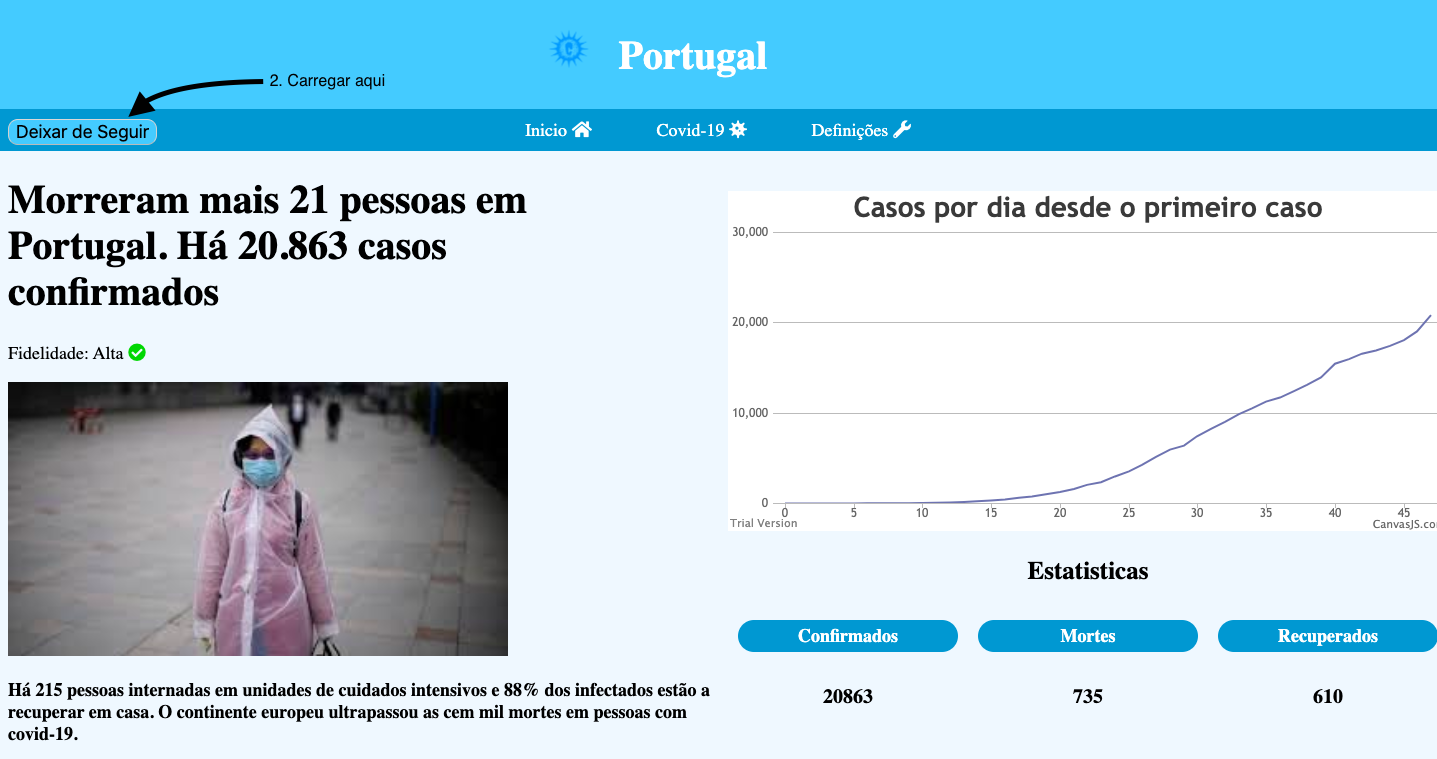 Portugal
2. Carregar aqui
Deixar de Seguir
Inicio
Covid-19
Definições
Morreram mais 21 pessoas em
Portugal. Há 20.863 casos
confirmados
Fidelidade: Alta
Há 215 pessoas internadas em unidades de cuidados intensivos e 88% dos infectados estão a
recuperar em casa. O continente europeu ultrapassou as cem mil mortes em pessoas com
covid-19.
Casos por dia desde o primeiro caso
30,000
20,000
10,000
0
0 5 10 15 20 25 30 35 40 45
Trial Version
CanvasJS.co
Estatisticas
Confirmados
Mortes
Recuperados
20863
735
610